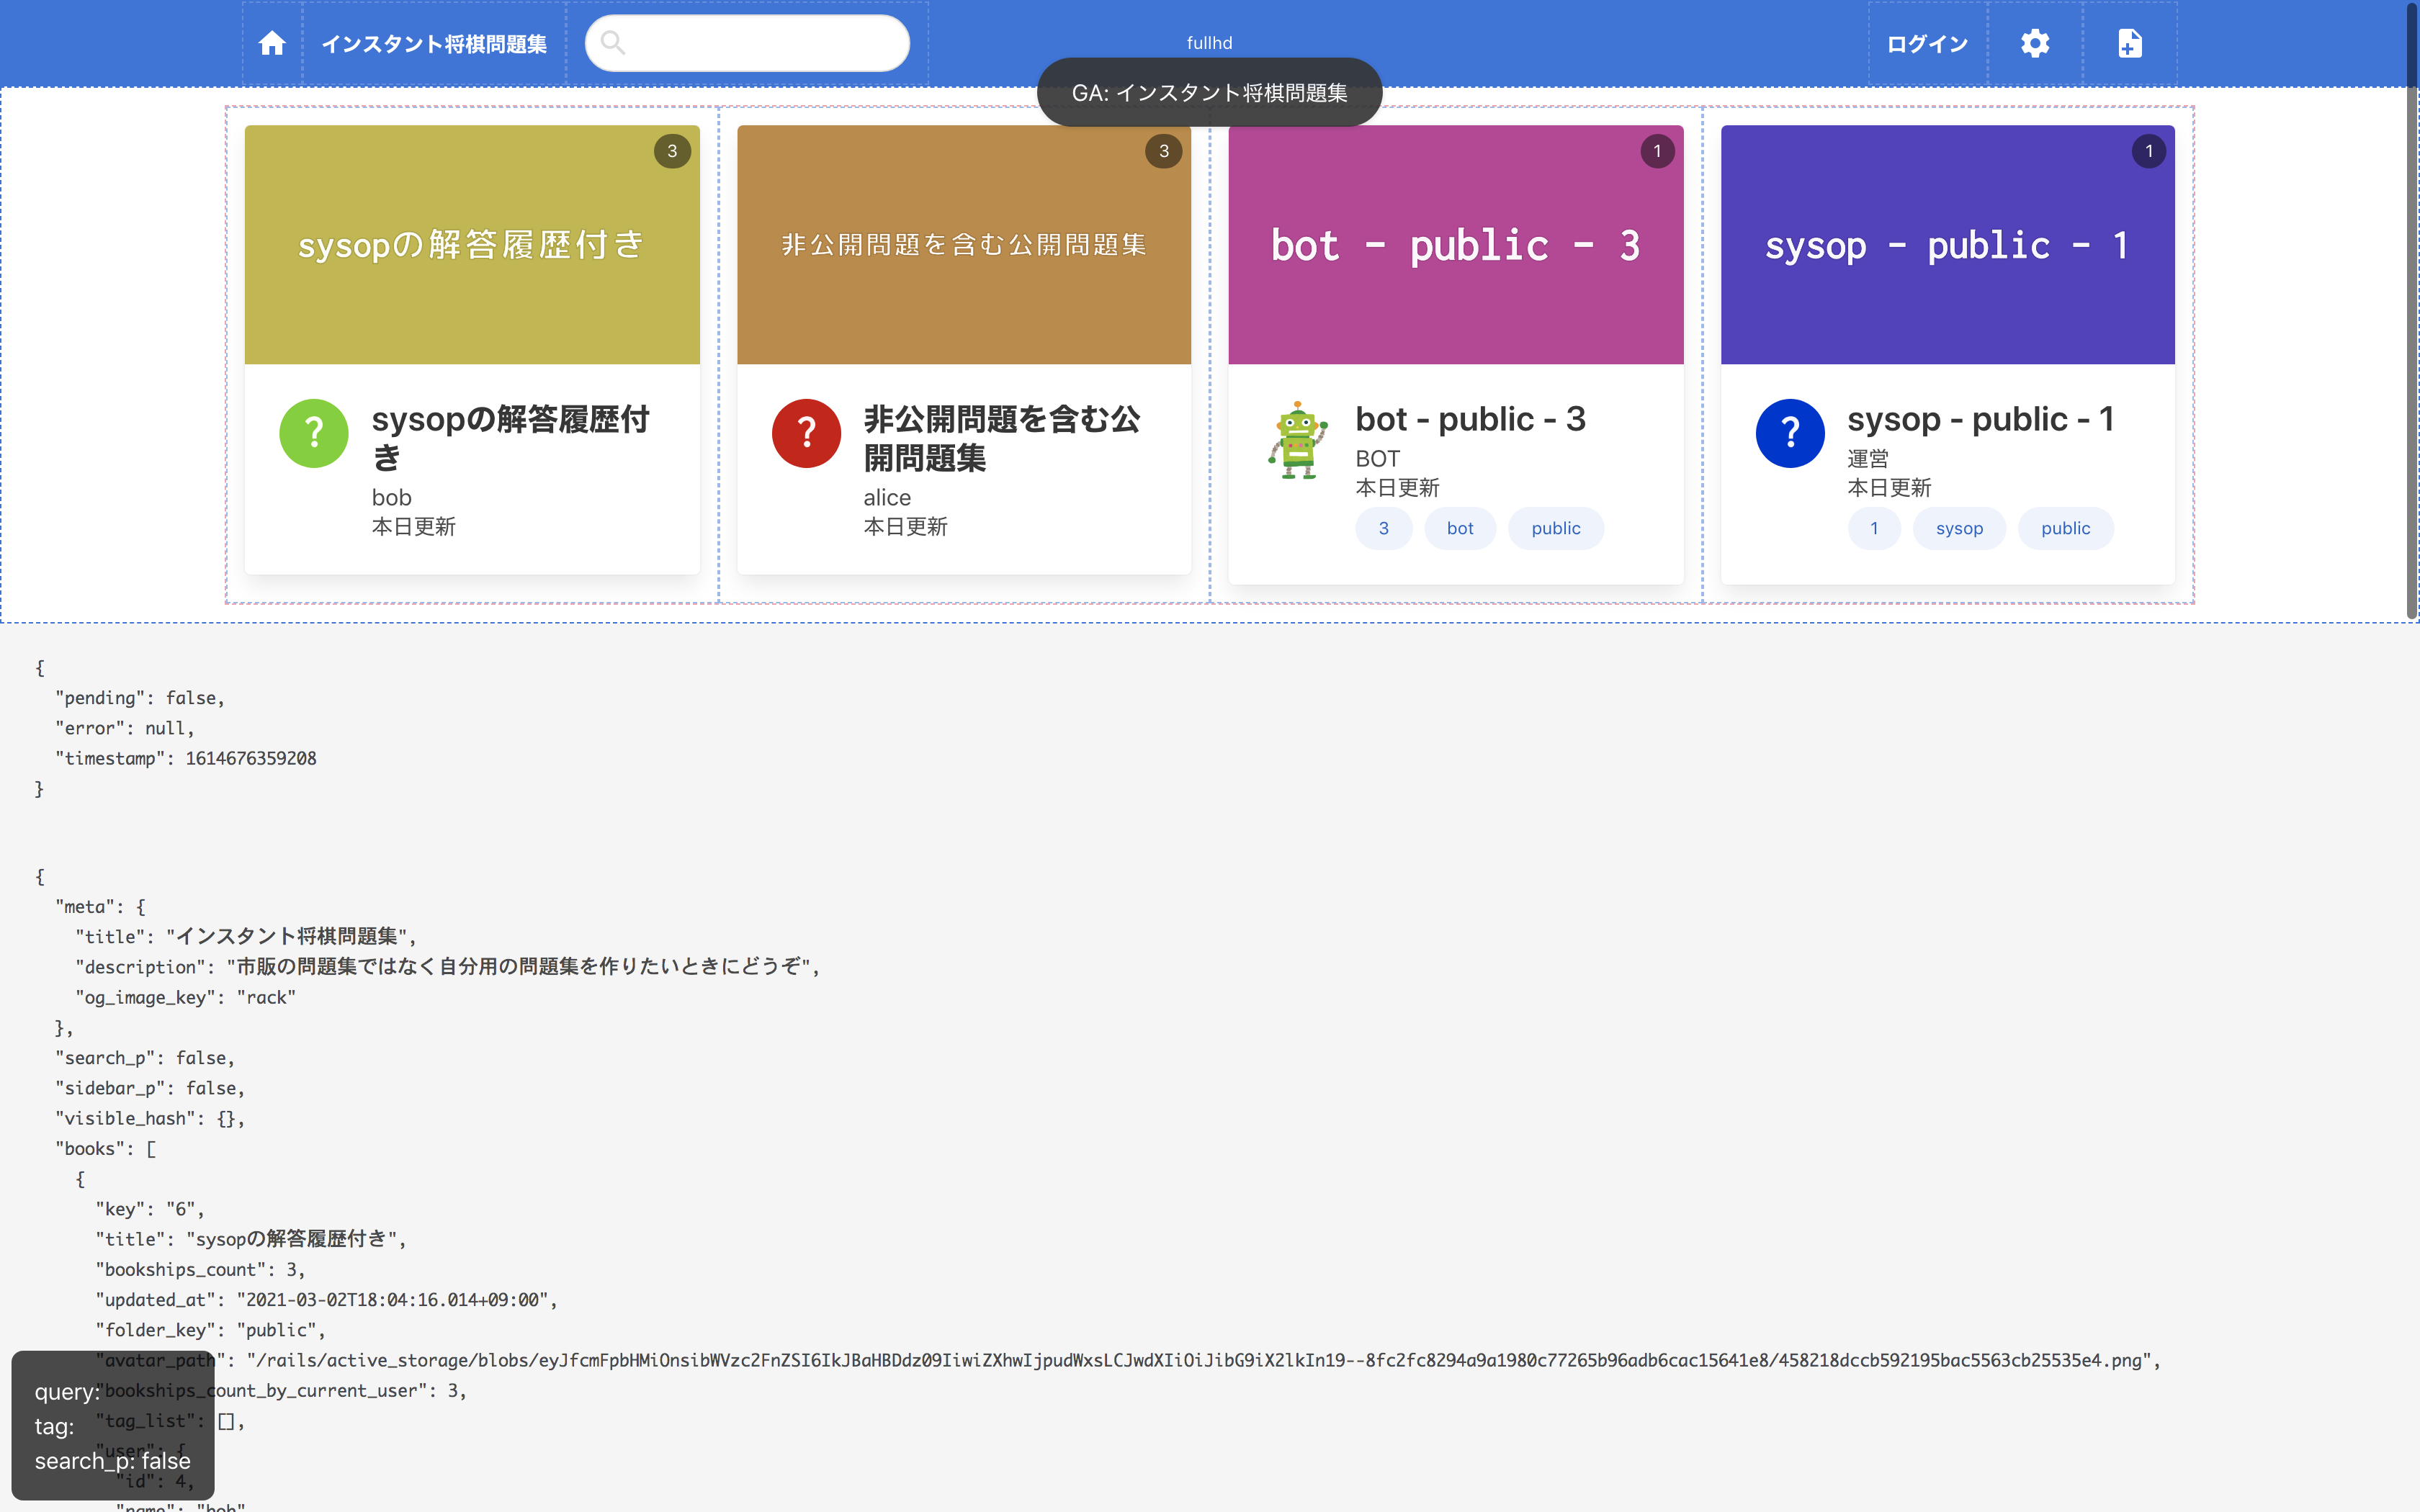 インスタント将棋問題集
fullhd
ログイン
GA: インスタント将棋問題集
3
sysopの解答履歴付き
?
sysopの解答履歴付
き
bob
本日更新
3
非公開問題を含む公開問題集
?
非公開問題を含む公
開問題集
alice
本日更新
1
bot - public - 3
bot - public - 3
BOT
本日更新
3 bot public
1
sysop - public - 1
?
sysop - public - 1
運営
本日更新
1 sysop public
{
"pending": false,
"error": null,
"timestamp": 1614676359208
}
{
"meta": {
"title": "インスタント将棋問題集",
"description": "市販の問題集ではなく自分用の問題集を作りたいときにどうぞ",
"og_image_key": "rack"
},
"search_p": false,
"sidebar_p": false,
"visible_hash": {},
"books": [
{
"key": "6",
"title": "sysopの解答履歴付き",
"bookships_count": 3,
"updated_at": "2021-03-02T18:04:16.014+09:00",
"folder_key": "public",
"avatar_path": "/rails/active_storage/blobs/eyJfcmFpbHMiOnsibWVzc2FnZSI6IkJBaHBDdz09IiwiZXhwIjpudWxsLCJwdXIiOiJibG9iX2lkIn19--8fc2fc8294a9a1980c77265b96adb6cac15641e8/458218dccb592195bac5563cb25535e4.png",
"bookships_count_by_current_user": 3,
"tag_list": [],
"user": {
"id": 4,
"name": "bob"
query:
tag:
search_p: false